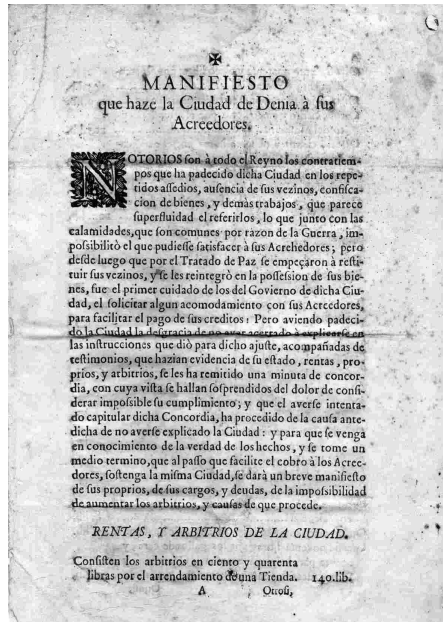 ✠
MANIFIESTO
que haze la Ciudad de Denia à sus
Acreedores.
NOTORIOS son à todo el Reyno los contratiem-
pos que ha padecido dicha Ciudad en los repe-
tidos assedios, ausencia de sus vezinos, confisca-
cion de bienes, y demàs trabajos, que parece
superfluidad el referirlos, lo que junto con las
calamidades, que son comunes por razon de la Guerra, im-
possibilitò el que pudiesse satisfacer à sus Acrehedores; pero
desde luego que por el Tratado de Paz se empeçaron à resti-
tuir sus vezinos, y se les reintegrò en la possession de sus bie-
nes, fue el primer cuidado de los del Govierno de dicha Ciu-
dad, el solicitar algun acomodamiento con sus Acreedores,
para facilitar el pago de sus creditos: Pero aviendo padeci-
do la Ciudad la desgracia de no aver acertado à explicarse en
las instrucciones que diò para dicho ajuste, acompañadas de
testimonios, que hazian evidencia de su estado, rentas, pro-
prios, y arbitrios, se les ha remitido una minuta de concor-
dia, con cuya vista se hallan sosprendidos del dolor de consi-
derar impossible su cumplimiento; y que el averse intenta-
do capitular dicha Concordia, ha procedido de la causa ante-
dicha de no averse explicado la Ciudad: y para que se venga
en conocimiento de la verdad de los hechos, y se tome un
medio termino, que al passo que facilite el cobro à los Acree-
dores, sostenga la misma Ciudad, se darà un breve manifiesto
de sus proprios, de sus cargos, y deudas, de la impossibilidad
de aumentar los arbitrios, y causas de que procede.
RENTAS, Y ARBITRIOS DE LA CIUDAD.
Consisten los arbitrios en ciento y quarenta
libras por el arrendamiento de una Tienda. 140.lib.
A Otrosi,